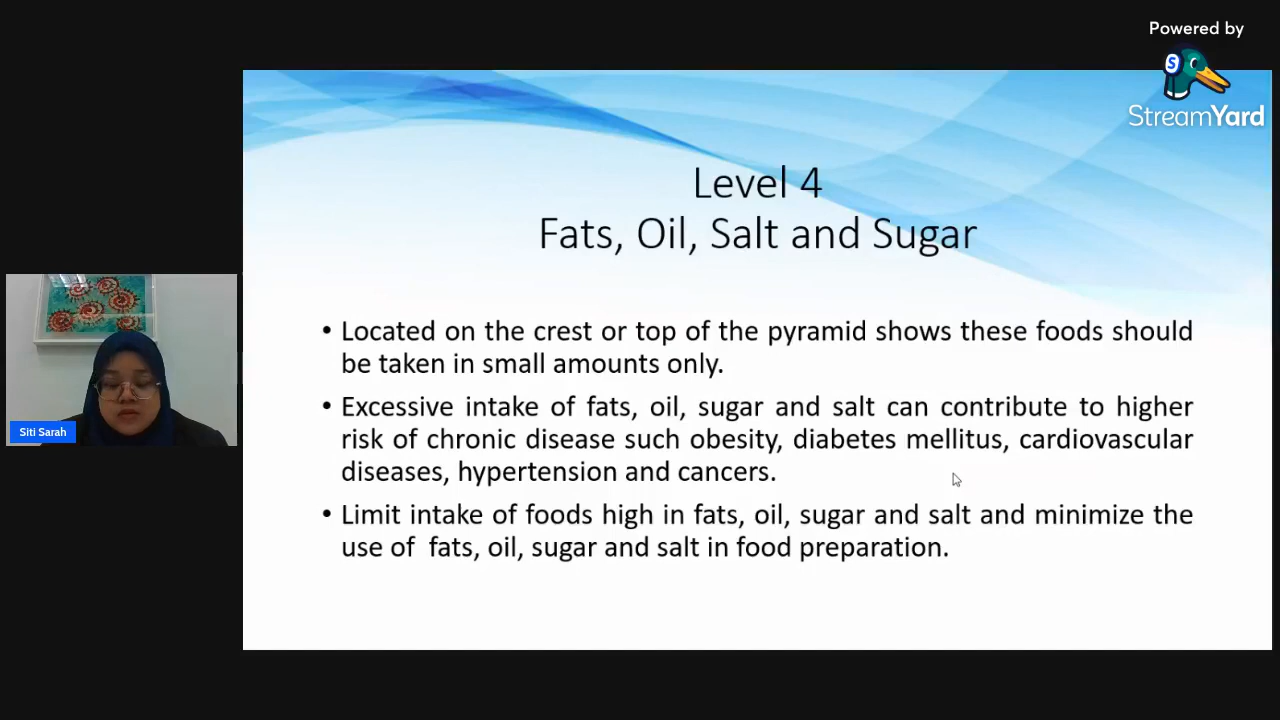 Powered by
S
StreamYard
Level 4
Fats, Oil, Salt and Sugar
• Located on the crest or top of the pyramid shows these foods should
be taken in small amounts only.
• Excessive intake of fats, oil, sugar and salt can contribute to higher
risk of chronic disease such obesity, diabetes mellitus, cardiovascular
diseases, hypertension and cancers.
• Limit intake of foods high in fats, oil, sugar and salt and minimize the
use of fats, oil, sugar and salt in food preparation.
Siti Sarah